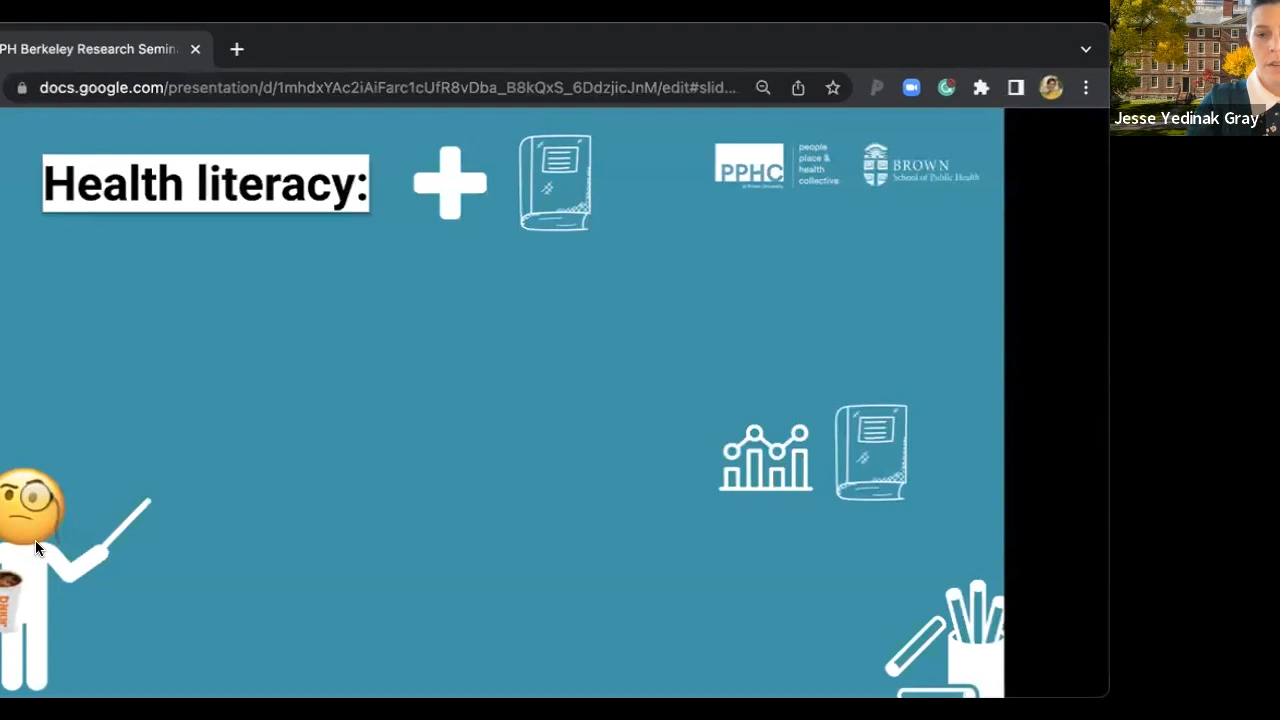 PH Berkeley Research Semin
docs.google.com/presentation/d/1mhdxYAc2iAiFarc1cUfR8vDba_B8kQxS_6DdzjicJnM/edit#slid...
Jesse Yedinak Gray
Health literacy:
PPHC
people
place &
health
collective
BROWN
School of Public Health